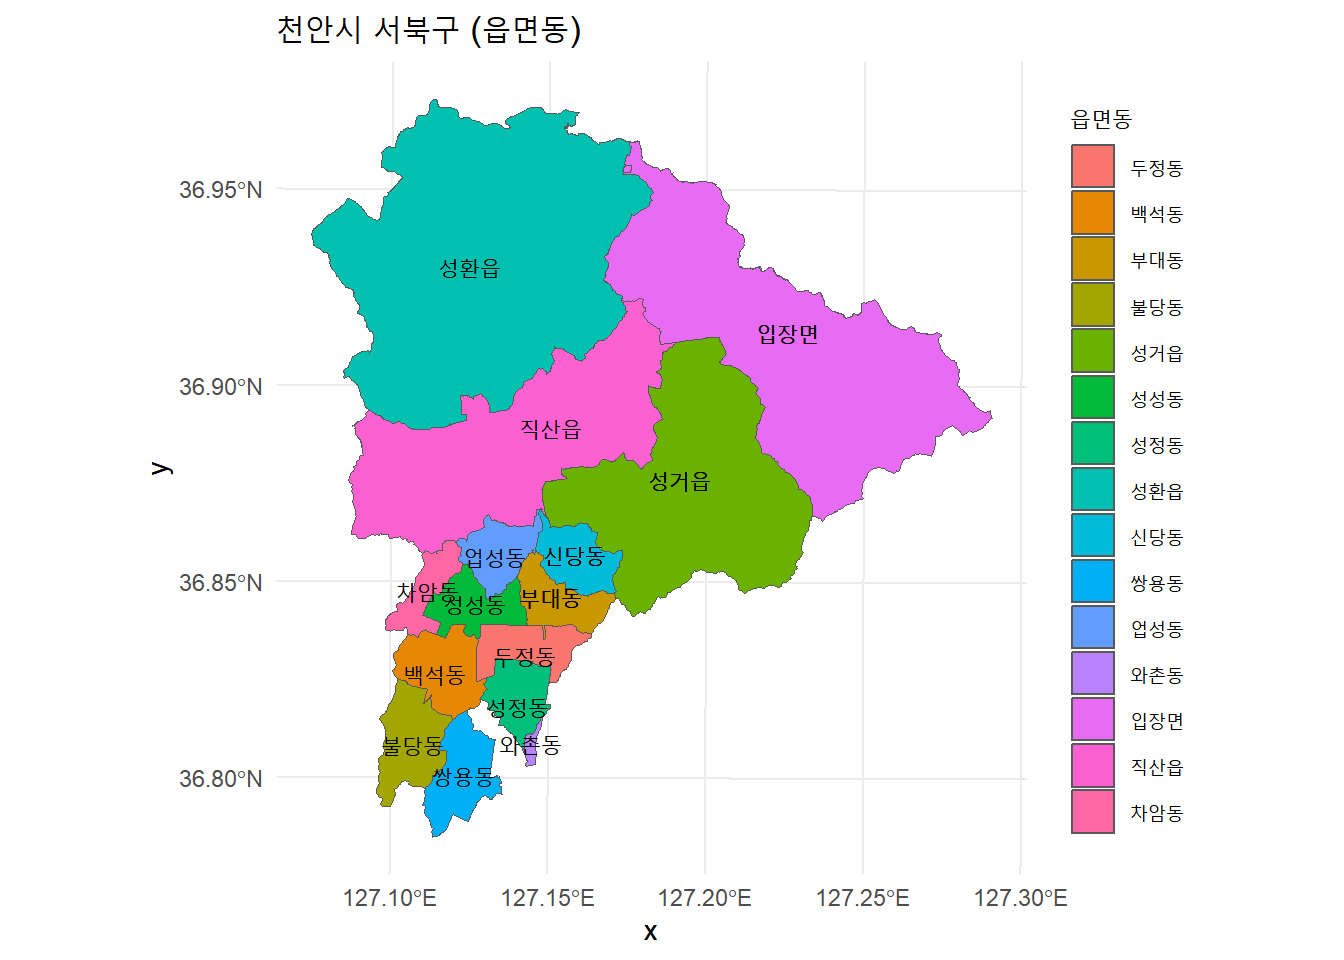 천안시 서북구 (읍면동)
읍면동
두정동
백석동
부대동
불당동
성거읍
성성동
성정동
성환읍
신당동
쌍용동
업성동
와촌동
입장면
직산읍
차암동
36.95°N
36.90°N
36.85°N
36.80°N
y
성환읍
입장면
직산읍
성거읍
업성동
신당동
차암동
성성동
부대동
두정동
백석동
성정동
불당동
와촌동
쌍용동
127.10°E
127.15°E
127.20°E
127.25°E
127.30°E
x